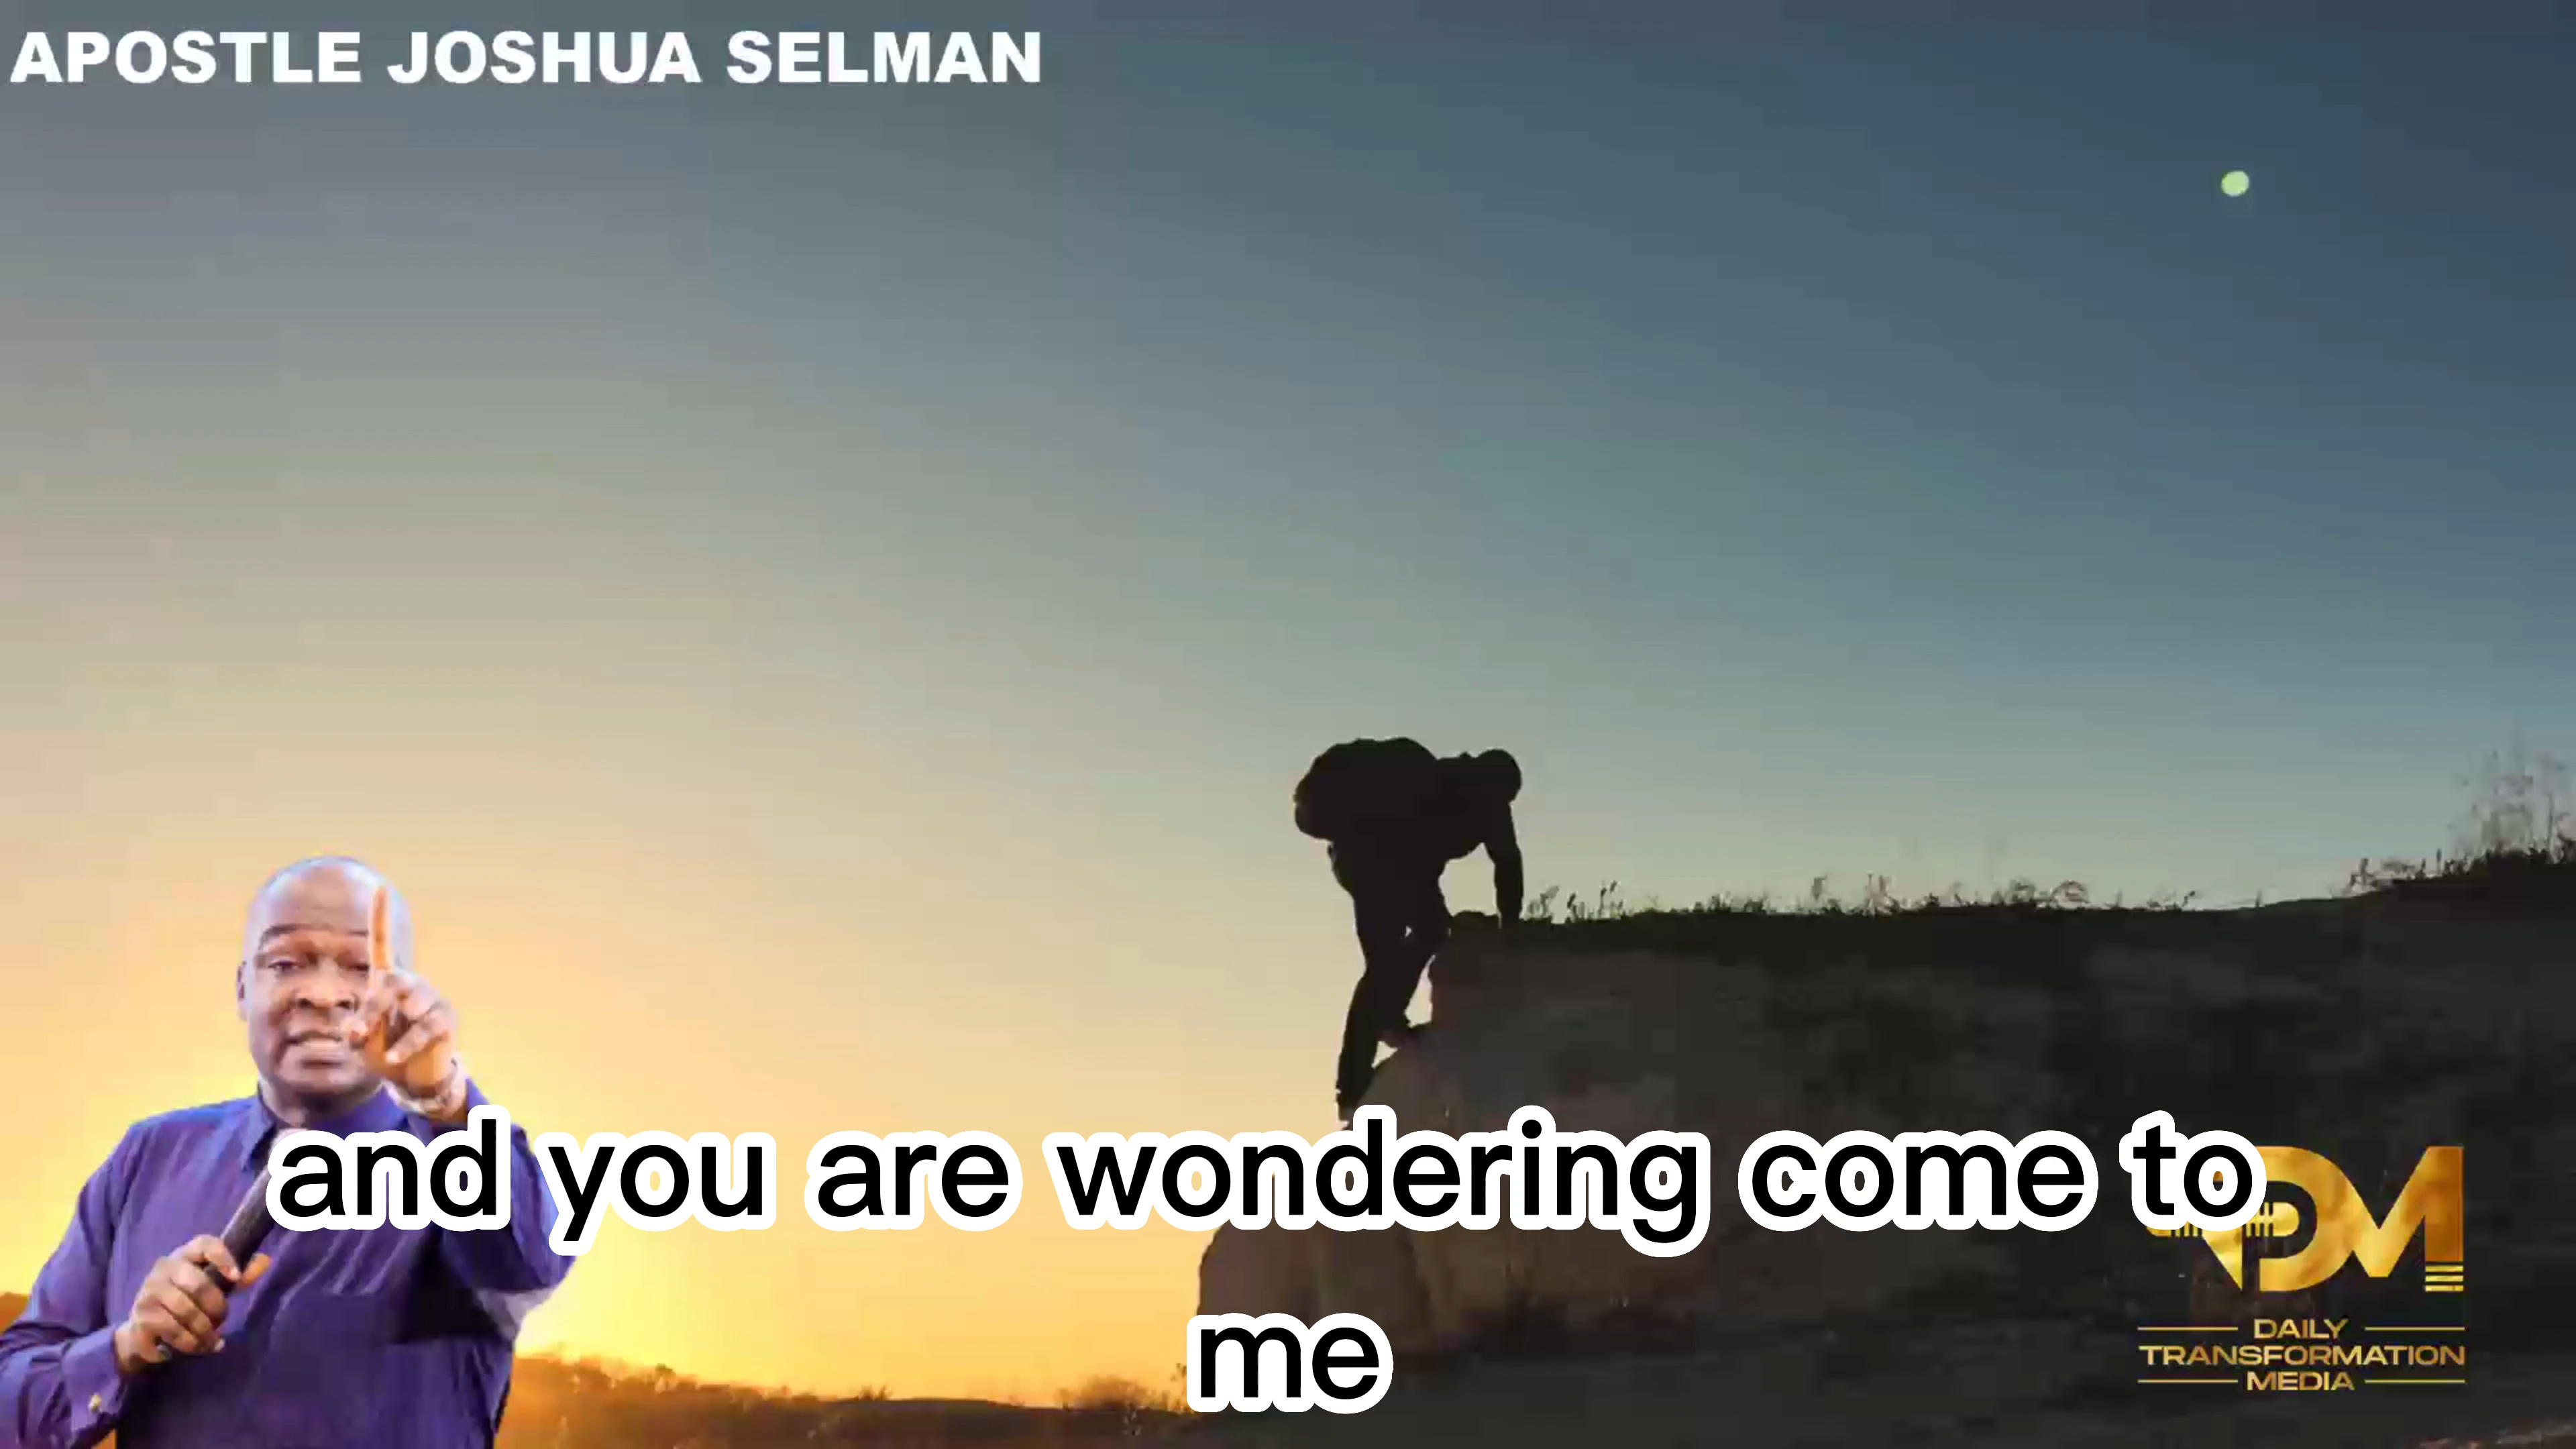 APOSTLE JOSHUA SELMAN
and you are wondering come to
me
DAILY
TRANSFORMATION
MEDIA